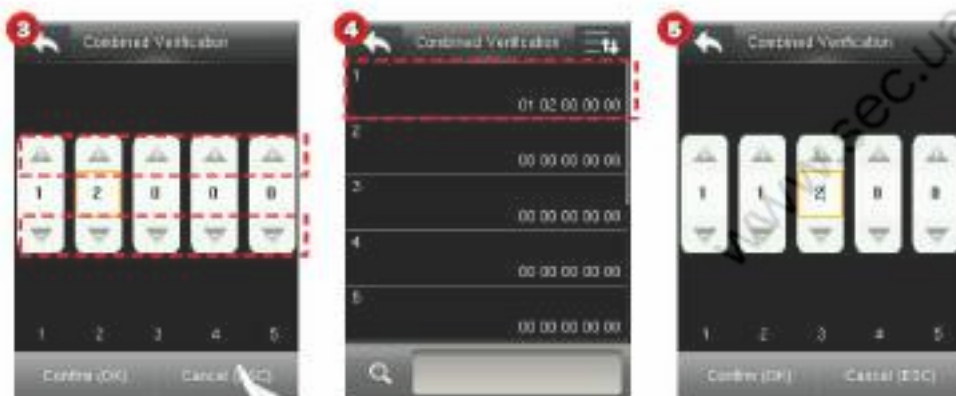 3
Combined Verification
1 2 0 0 0
1 2 3 4 5
Confirm (OK) Cancel (ESC)
4
Combined Verification
1
01 02 00 00 00
2
00 00 00 00 00
3
00 00 00 00 00
4
00 00 00 00 00
5
00 00 00 00 00
5
Combined Verification
1 1 2 0 0
1 2 3 4 5
Confirm (OK) Cancel (ESC)